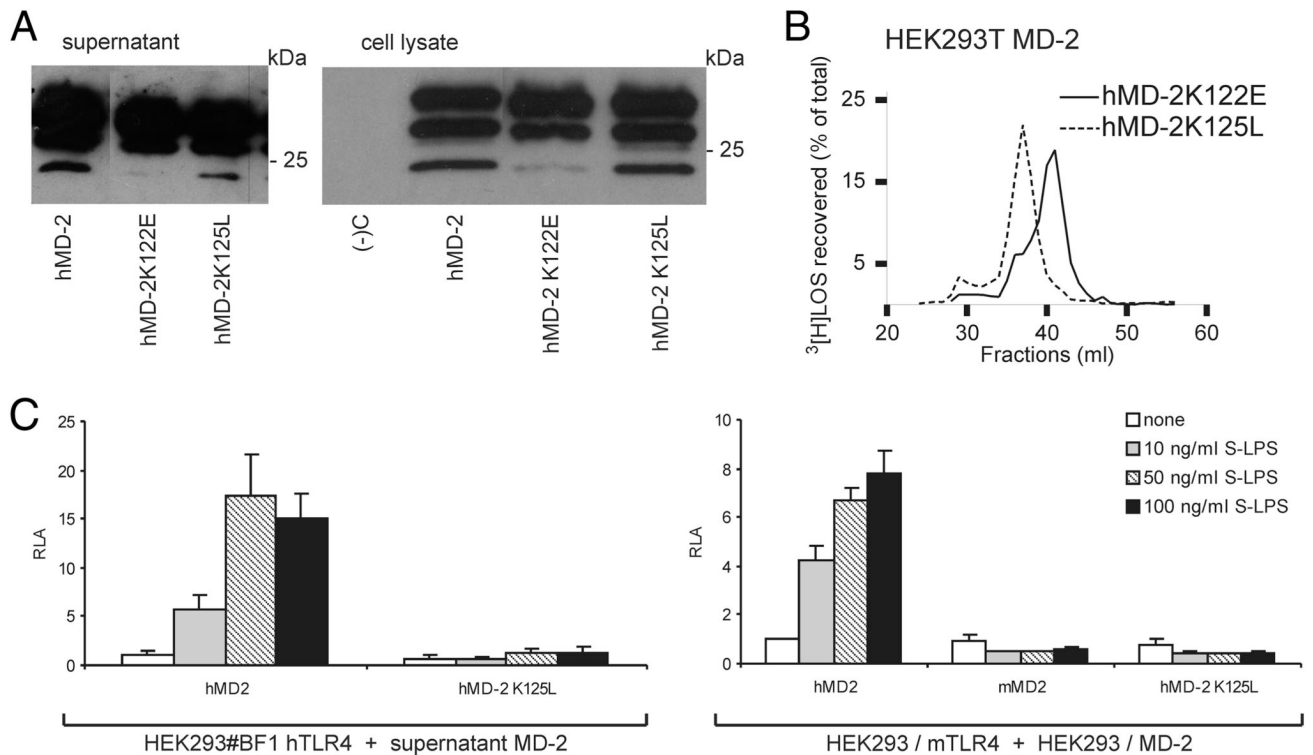 A
supernatant
kDa
- 25
hMD-2
hMD-2K122E
hMD-2K125L
cell lysate
kDa
- 25
(-)C
hMD-2
hMD-2 K122E
hMD-2 K125L
B
HEK293T MD-2
³[H]LOS recovered (% of total)
25
15
5
20 30 40 50 60
Fractions (ml)
hMD-2K122E
hMD-2K125L
C
RLA
25
20
15
10
5
0
hMD2 hMD-2 K125L
HEK293#BF1 hTLR4 + supernatant MD-2
RLA
10
8
6
4
2
0
none
10 ng/ml S-LPS
50 ng/ml S-LPS
100 ng/ml S-LPS
hMD2 mMD2 hMD-2 K125L
HEK293 / mTLR4 + HEK293 / MD-2